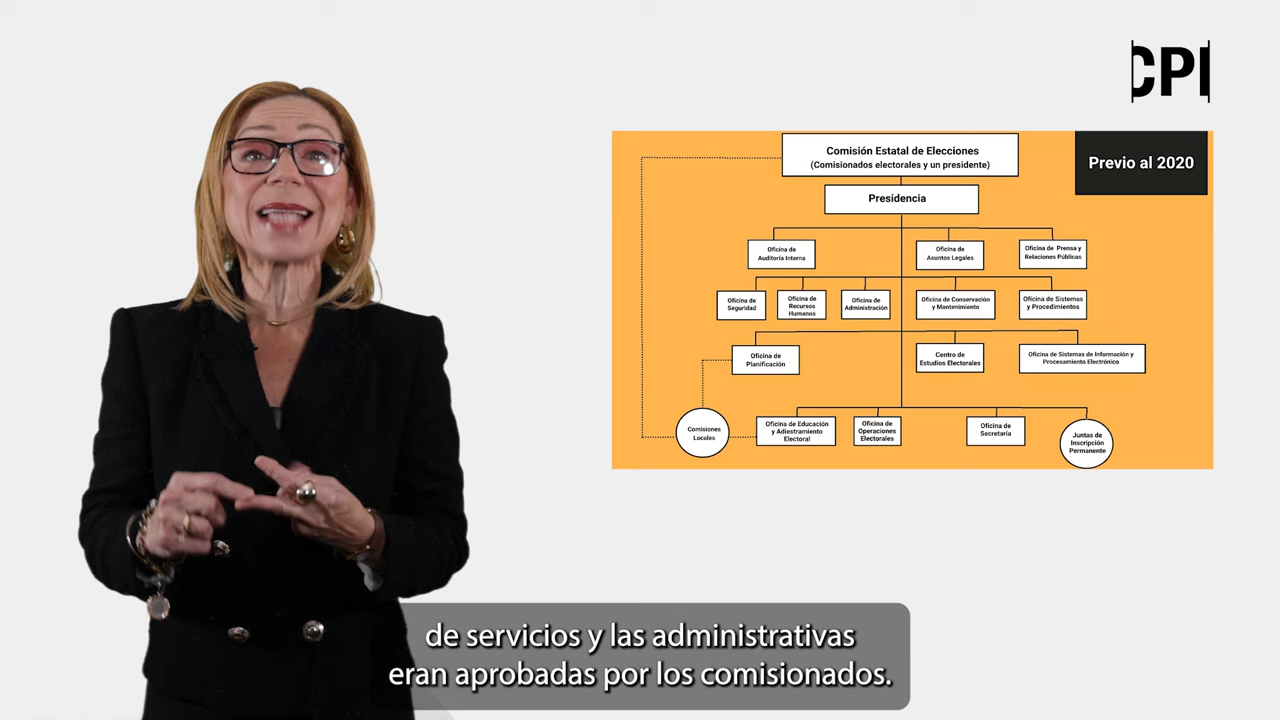 CPI
Comisión Estatal de Elecciones
(Comisionados electorales y un presidente)
Previo al 2020
Presidencia
Oficina de
Auditoría Interna
Oficina de
Asuntos Legales
Oficina de Prensa y
Relaciones Públicas
Oficina de
Seguridad
Oficina de
Recursos
Humanos
Oficina de
Administración
Oficina de Conservación
y Mantenimiento
Oficina de Sistemas
y Procedimientos
Oficina de
Planificación
Centro de
Estudios Electorales
Oficina de Sistemas de Información y
Procesamiento Electrónico
Comisiones
Locales
Oficina de Educación
y Adiestramiento
Electoral
Oficina de
Operaciones
Electorales
Oficina de
Secretaría
Juntas de
Inscripción
Permanente
de servicios y las administrativas
eran aprobadas por los comisionados.